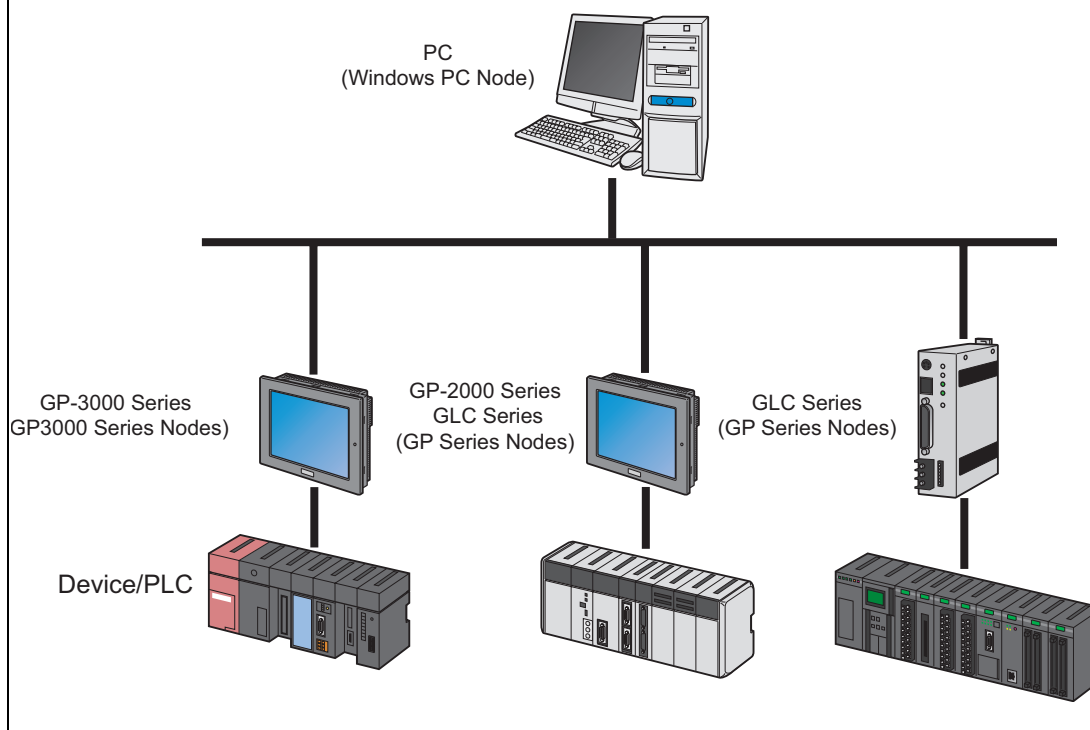 PC
(Windows PC Node)
GP-3000 Series
GP3000 Series Nodes)
GP-2000 Series
GLC Series
(GP Series Nodes)
GLC Series
(GP Series Nodes)
Device/PLC